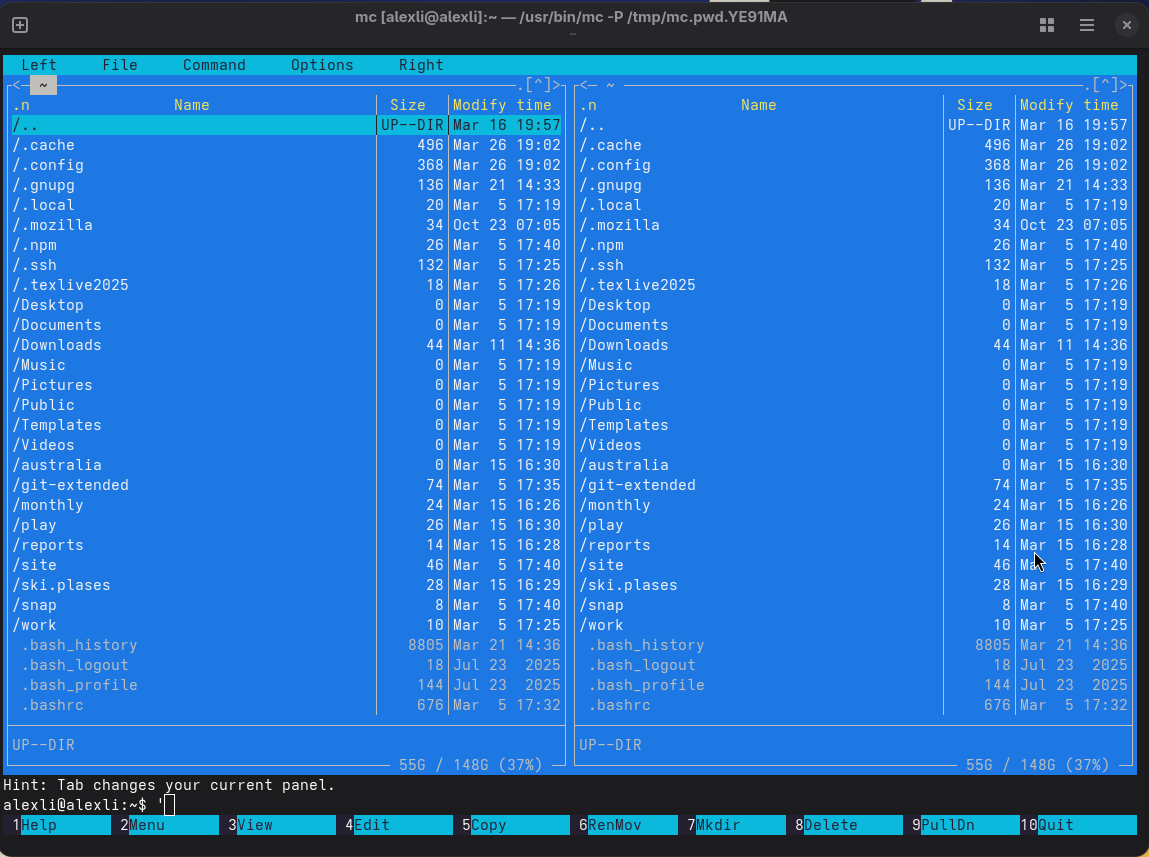 mc [alexli@alexli]:~ — /usr/bin/mc -P /tmp/mc.pwd.YE91MA
~
Left File Command Options Right
<— ~ .[^]> <— ~ .[^]>
.n Name Size Modify time .n Name Size Modify time
/.. UP--DIR Mar 16 19:57 /.. UP--DIR Mar 16 19:57
/.cache 496 Mar 26 19:02 /.cache 496 Mar 26 19:02
/.config 368 Mar 26 19:02 /.config 368 Mar 26 19:02
/.gnupg 136 Mar 21 14:33 /.gnupg 136 Mar 21 14:33
/.local 20 Mar 5 17:19 /.local 20 Mar 5 17:19
/.mozilla 34 Oct 23 07:05 /.mozilla 34 Oct 23 07:05
/.npm 26 Mar 5 17:40 /.npm 26 Mar 5 17:40
/.ssh 132 Mar 5 17:25 /.ssh 132 Mar 5 17:25
/.texlive2025 18 Mar 5 17:26 /.texlive2025 18 Mar 5 17:26
/Desktop 0 Mar 5 17:19 /Desktop 0 Mar 5 17:19
/Documents 0 Mar 5 17:19 /Documents 0 Mar 5 17:19
/Downloads 44 Mar 11 14:36 /Downloads 44 Mar 11 14:36
/Music 0 Mar 5 17:19 /Music 0 Mar 5 17:19
/Pictures 0 Mar 5 17:19 /Pictures 0 Mar 5 17:19
/Public 0 Mar 5 17:19 /Public 0 Mar 5 17:19
/Templates 0 Mar 5 17:19 /Templates 0 Mar 5 17:19
/Videos 0 Mar 5 17:19 /Videos 0 Mar 5 17:19
/australia 0 Mar 15 16:30 /australia 0 Mar 15 16:30
/git-extended 74 Mar 5 17:35 /git-extended 74 Mar 5 17:35
/monthly 24 Mar 15 16:26 /monthly 24 Mar 15 16:26
/play 26 Mar 15 16:30 /play 26 Mar 15 16:30
/reports 14 Mar 15 16:28 /reports 14 Mar 15 16:28
/site 46 Mar 5 17:40 /site 46 Mar 5 17:40
/ski.plases 28 Mar 15 16:29 /ski.plases 28 Mar 15 16:29
/snap 8 Mar 5 17:40 /snap 8 Mar 5 17:40
/work 10 Mar 5 17:25 /work 10 Mar 5 17:25
.bash_history 8805 Mar 21 14:36 .bash_history 8805 Mar 21 14:36
.bash_logout 18 Jul 23 2025 .bash_logout 18 Jul 23 2025
.bash_profile 144 Jul 23 2025 .bash_profile 144 Jul 23 2025
.bashrc 676 Mar 5 17:32 .bashrc 676 Mar 5 17:32
UP--DIR UP--DIR
55G / 148G (37%) 55G / 148G (37%)
Hint: Tab changes your current panel.
alexli@alexli:~$ '
1Help 2Menu 3View 4Edit 5Copy 6RenMov 7Mkdir 8Delete 9PullDn 10Quit